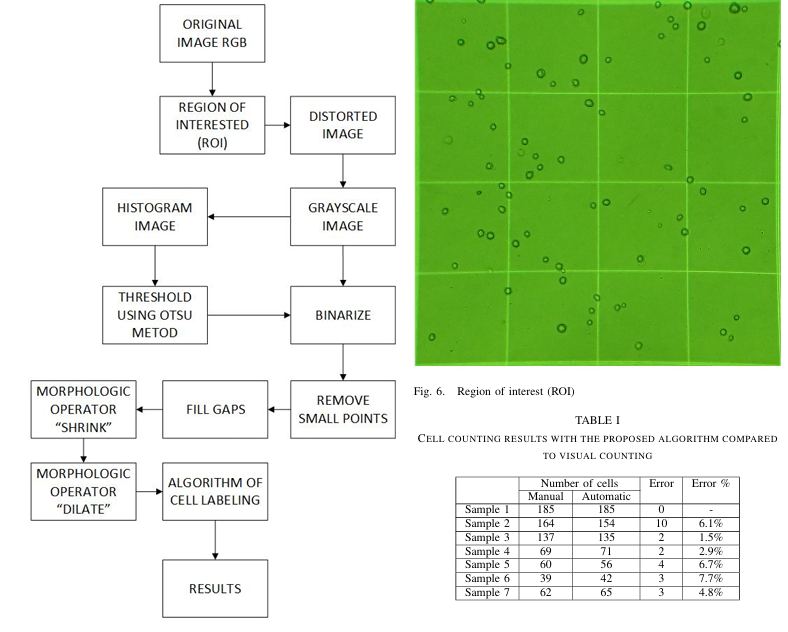 ORIGINAL
IMAGE RGB
REGION OF
INTERESTED
(ROI)
DISTORTED
IMAGE
HISTOGRAM
IMAGE
GRAYSCALE
IMAGE
THRESHOLD
USING OTSU
METOD
BINARIZE
MORPHOLOGIC
OPERATOR
“SHRINK”
FILL GAPS
REMOVE
SMALL POINTS
MORPHOLOGIC
OPERATOR
“DILATE”
ALGORITHM OF
CELL LABELING
RESULTS
Fig. 6. Region of interest (ROI)
TABLE I
CELL COUNTING RESULTS WITH THE PROPOSED ALGORITHM COMPARED
TO VISUAL COUNTING
Number of cells Error Error %
Manual Automatic
Sample 1 185 185 0 -
Sample 2 164 154 10 6.1%
Sample 3 137 135 2 1.5%
Sample 4 69 71 2 2.9%
Sample 5 60 56 4 6.7%
Sample 6 39 42 3 7.7%
Sample 7 62 65 3 4.8%